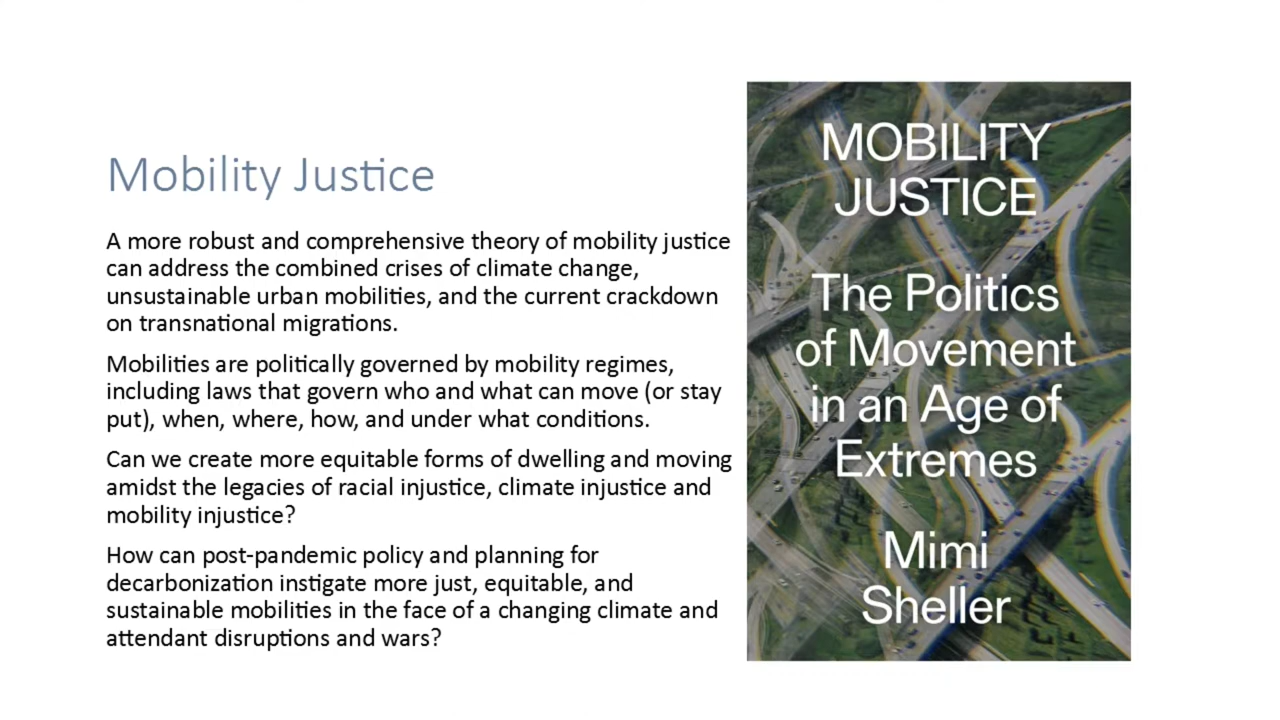 Mobility Justice
A more robust and comprehensive theory of mobility justice
can address the combined crises of climate change,
unsustainable urban mobilities, and the current crackdown
on transnational migrations.
Mobilities are politically governed by mobility regimes,
including laws that govern who and what can move (or stay
put), when, where, how, and under what conditions.
Can we create more equitable forms of dwelling and moving
amidst the legacies of racial injustice, climate injustice and
mobility injustice?
How can post-pandemic policy and planning for
decarbonization instigate more just, equitable, and
sustainable mobilities in the face of a changing climate and
attendant disruptions and wars?
MOBILITY
JUSTICE
The Politics
of Movement
in an Age of
Extremes
Mimi
Sheller